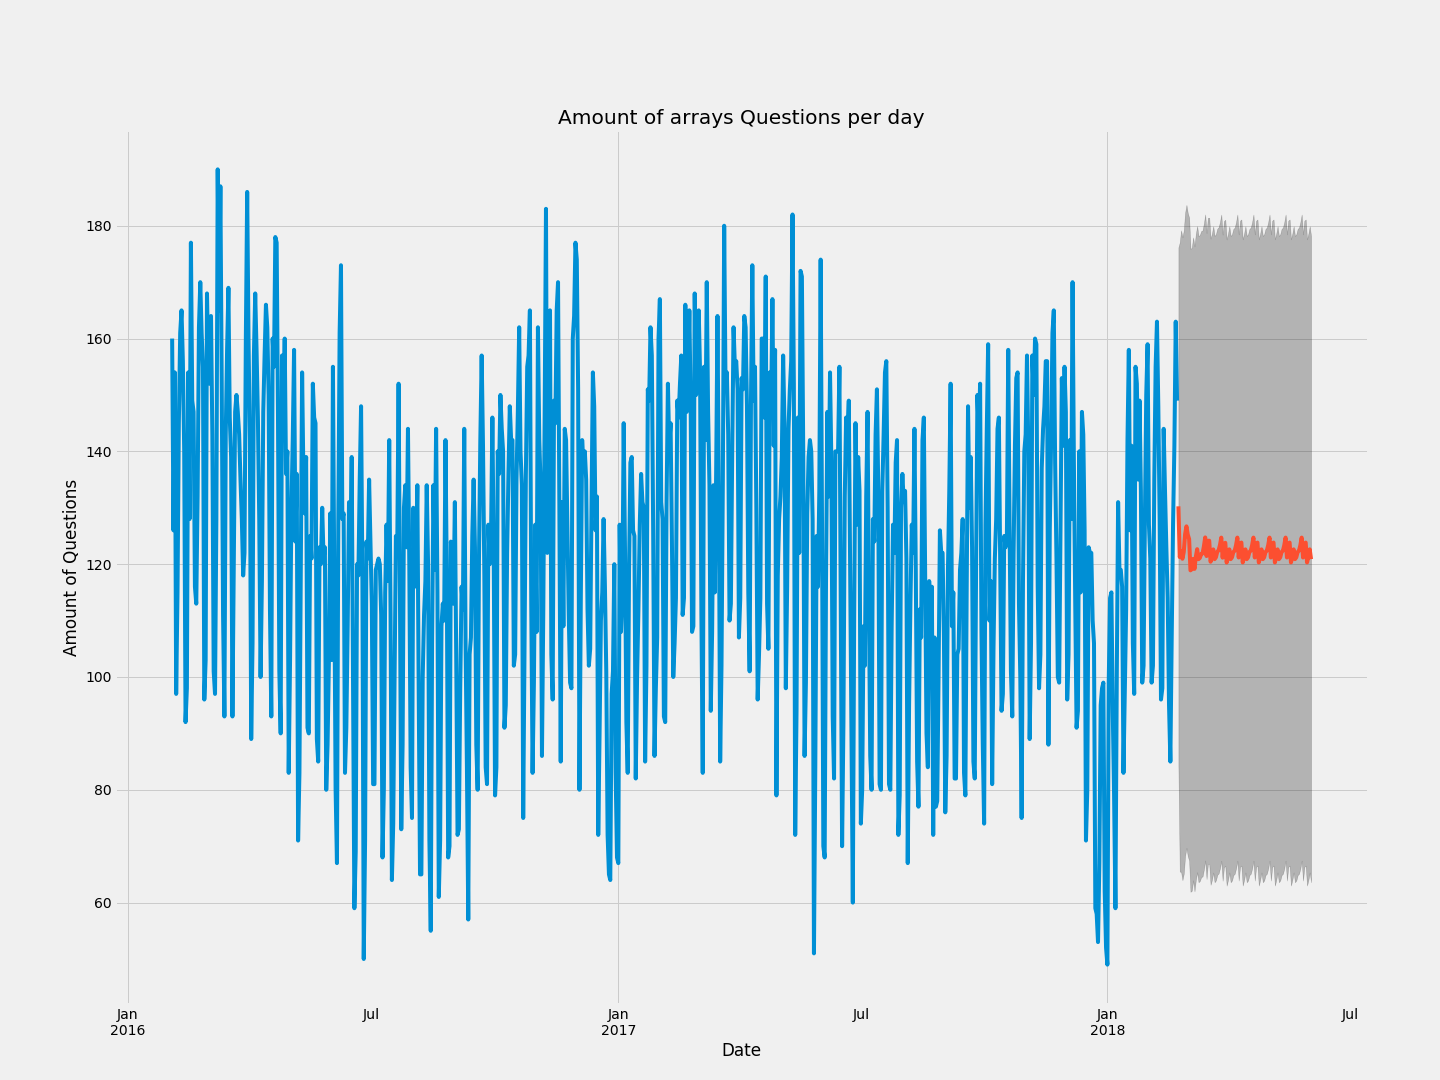 Amount of arrays Questions per day
Amount of Questions
180
160
140
120
100
80
60
Jan
2016
Jul
Jan
2017
Jul
Jan
2018
Jul
Date